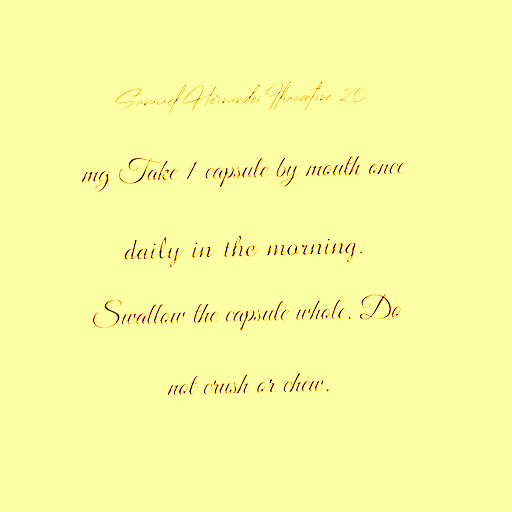 Samuel Hernandez Fluoxetine 20
mg Take 1 capsule by mouth once
daily in the morning.
Swallow the capsule whole. Do
not crush or chew.